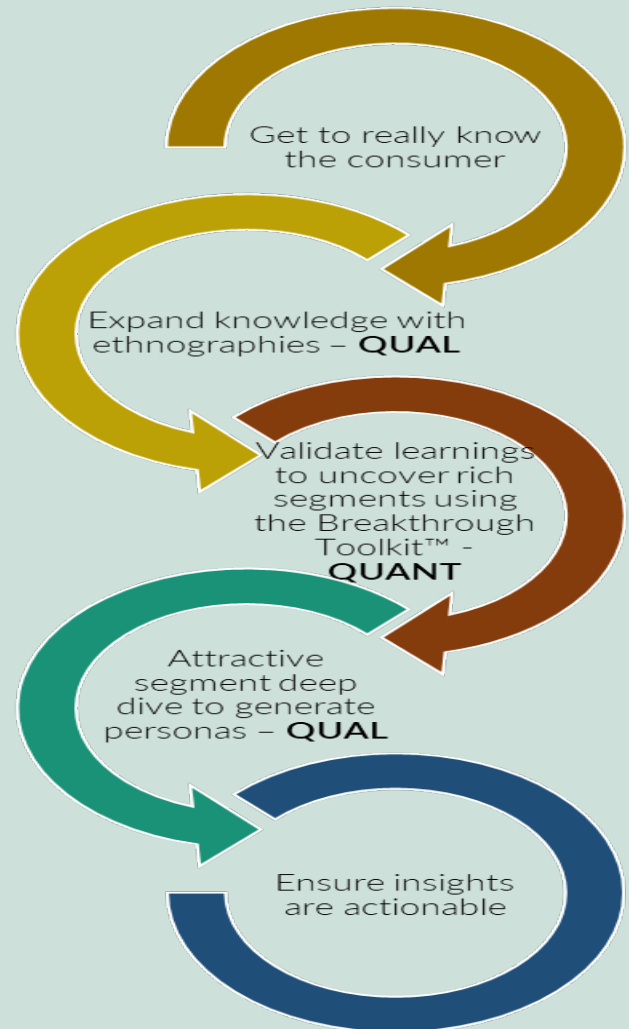 Get to really know
the consumer
Expand knowledge with
ethnographies – QUAL
Validate learnings
to uncover rich
segments using
the Breakthrough
Toolkit™ -
QUANT
Attractive
segment deep
dive to generate
personas – QUAL
Ensure insights
are actionable